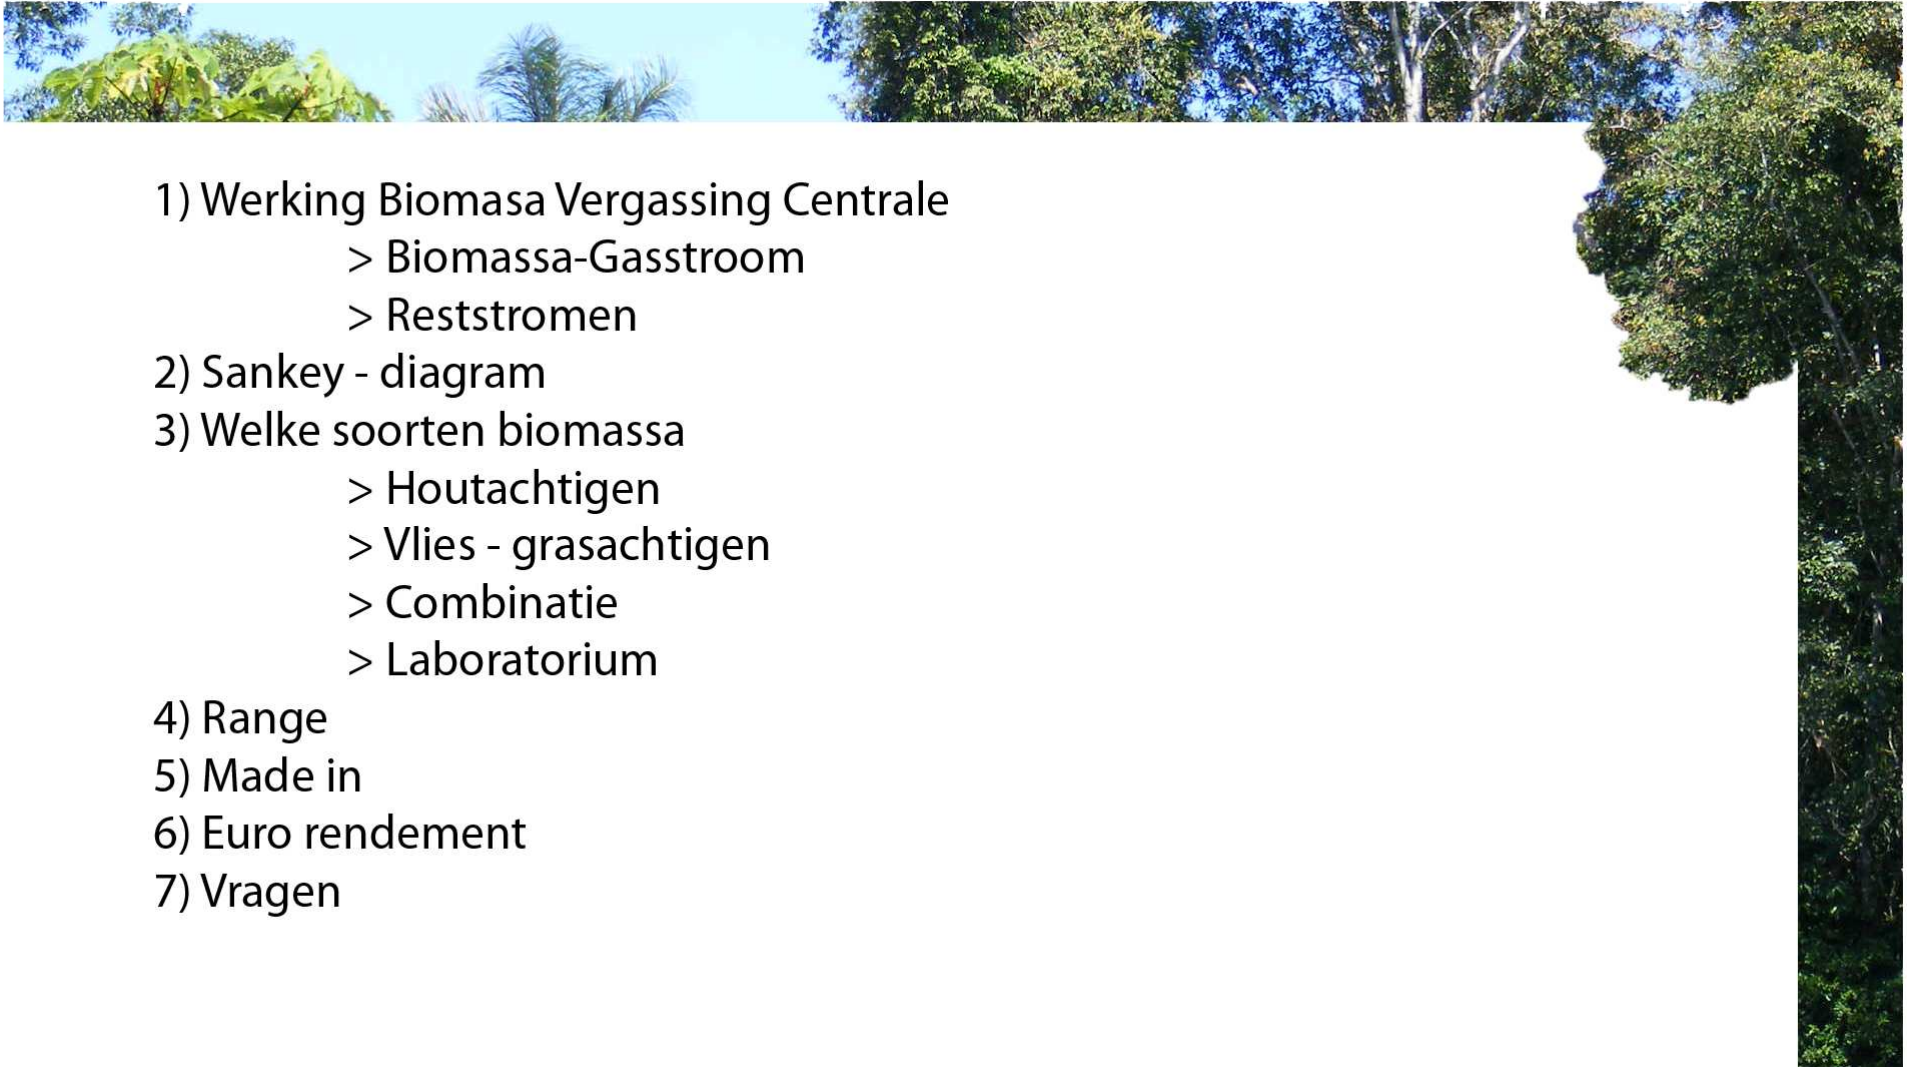 1) Werking Biomasa Vergassing Centrale
> Biomassa-Gasstroom
> Reststromen
2) Sankey - diagram
3) Welke soorten biomassa
> Houtachtigen
> Vlies - grasachtigen
> Combinatie
> Laboratorium
4) Range
5) Made in
6) Euro rendement
7) Vragen